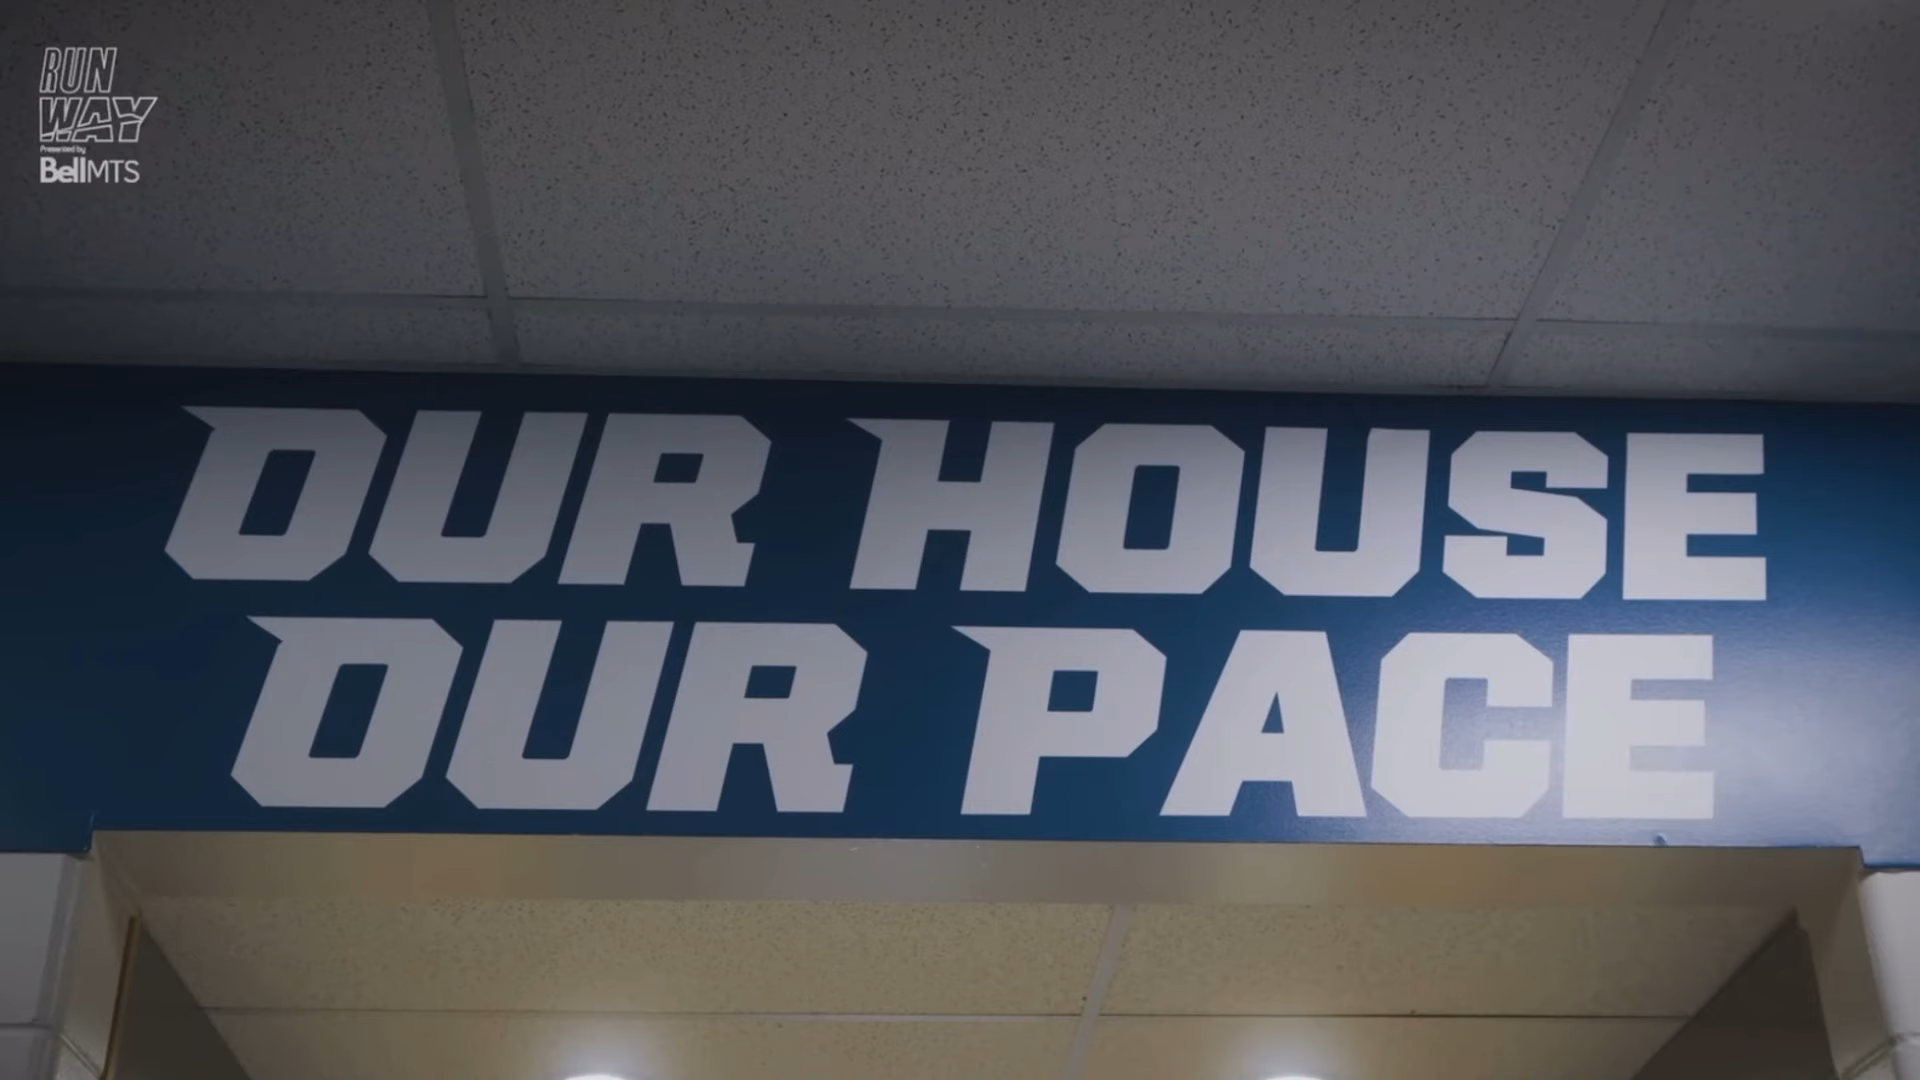 RUN
WAY
Presented by
BellMTS
OUR HOUSE
OUR PACE